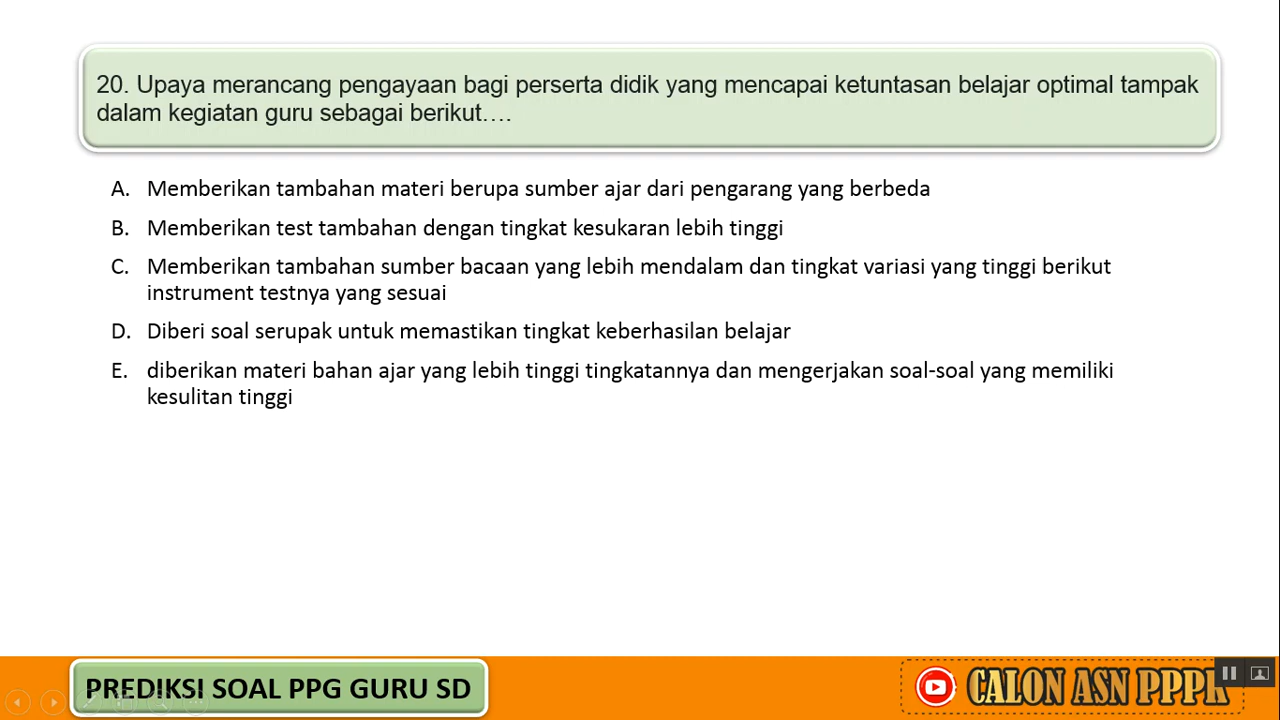 20. Upaya merancang pengayaan bagi perserta didik yang mencapai ketuntasan belajar optimal tampak
dalam kegiatan guru sebagai berikut….
A. Memberikan tambahan materi berupa sumber ajar dari pengarang yang berbeda
B. Memberikan test tambahan dengan tingkat kesukaran lebih tinggi
C. Memberikan tambahan sumber bacaan yang lebih mendalam dan tingkat variasi yang tinggi berikut
instrument testnya yang sesuai
D. Diberi soal serupak untuk memastikan tingkat keberhasilan belajar
E. diberikan materi bahan ajar yang lebih tinggi tingkatannya dan mengerjakan soal-soal yang memiliki
kesulitan tinggi
PREDIKSI SOAL PPG GURU SD
CALON ASN PPPK